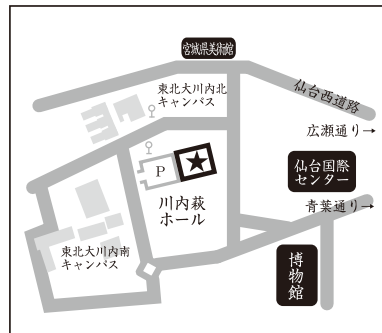 宮城県美術館
東北大川内北
キャンパス
仙台西道路
広瀬通り→
P
★
川内萩
ホール
仙台国際
センター
青葉通り→
東北大川内南
キャンパス
博物館